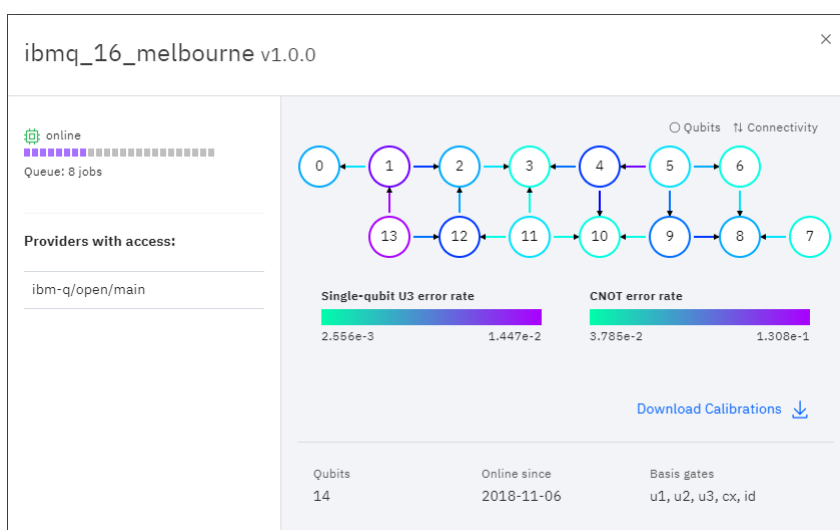 ibmq_16_melbourne v1.0.0
online
Queue: 8 jobs
Providers with access:
ibm-q/open/main
Qubits Connectivity
0 1 2 3 4 5 6
13 12 11 10 9 8 7
Single-qubit U3 error rate
2.556e-3 1.447e-2
CNOT error rate
3.785e-2 1.308e-1
Download Calibrations
Qubits
14
Online since
2018-11-06
Basis gates
u1, u2, u3, cx, id